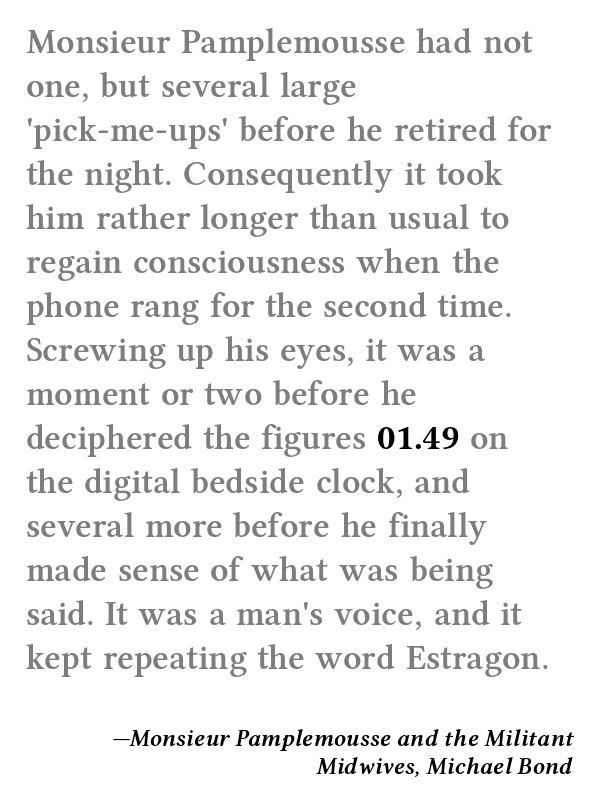 Monsieur Pamplemousse had not
one, but several large
'pick-me-ups' before he retired for
the night. Consequently it took
him rather longer than usual to
regain consciousness when the
phone rang for the second time.
Screwing up his eyes, it was a
moment or two before he
deciphered the figures 01.49 on
the digital bedside clock, and
several more before he finally
made sense of what was being
said. It was a man's voice, and it
kept repeating the word Estragon.
—Monsieur Pamplemousse and the Militant
Midwives, Michael Bond